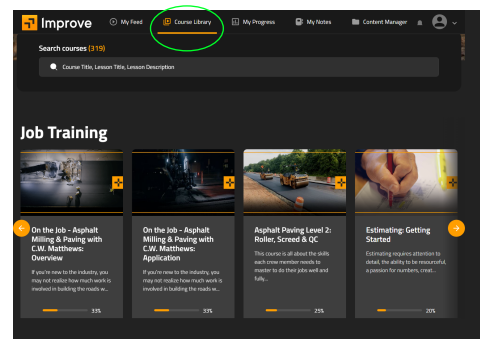 Improve
My Feed
Course Library
My Progress
My Notes
Content Manager
Search courses (319)
Course Title, Lesson Title, Lesson Description
Job Training
On the Job - Asphalt
Milling & Paving with
C.W. Matthews:
Overview
If you're new to the industry, you
may not realize how much work is
involved in building the roads w...
33%
On the Job - Asphalt
Milling & Paving with
C.W. Matthews:
Application
If you're new to the industry, you
may not realize how much work is
involved in building the roads w...
33%
Asphalt Paving Level 2:
Roller, Screed & QC
This course is all about the skills
each crew member needs to
master to do their jobs well and
fully...
25%
Estimating: Getting
Started
Estimating requires attention to
detail, the ability to be resourceful,
a passion for numbers, creat...
20%